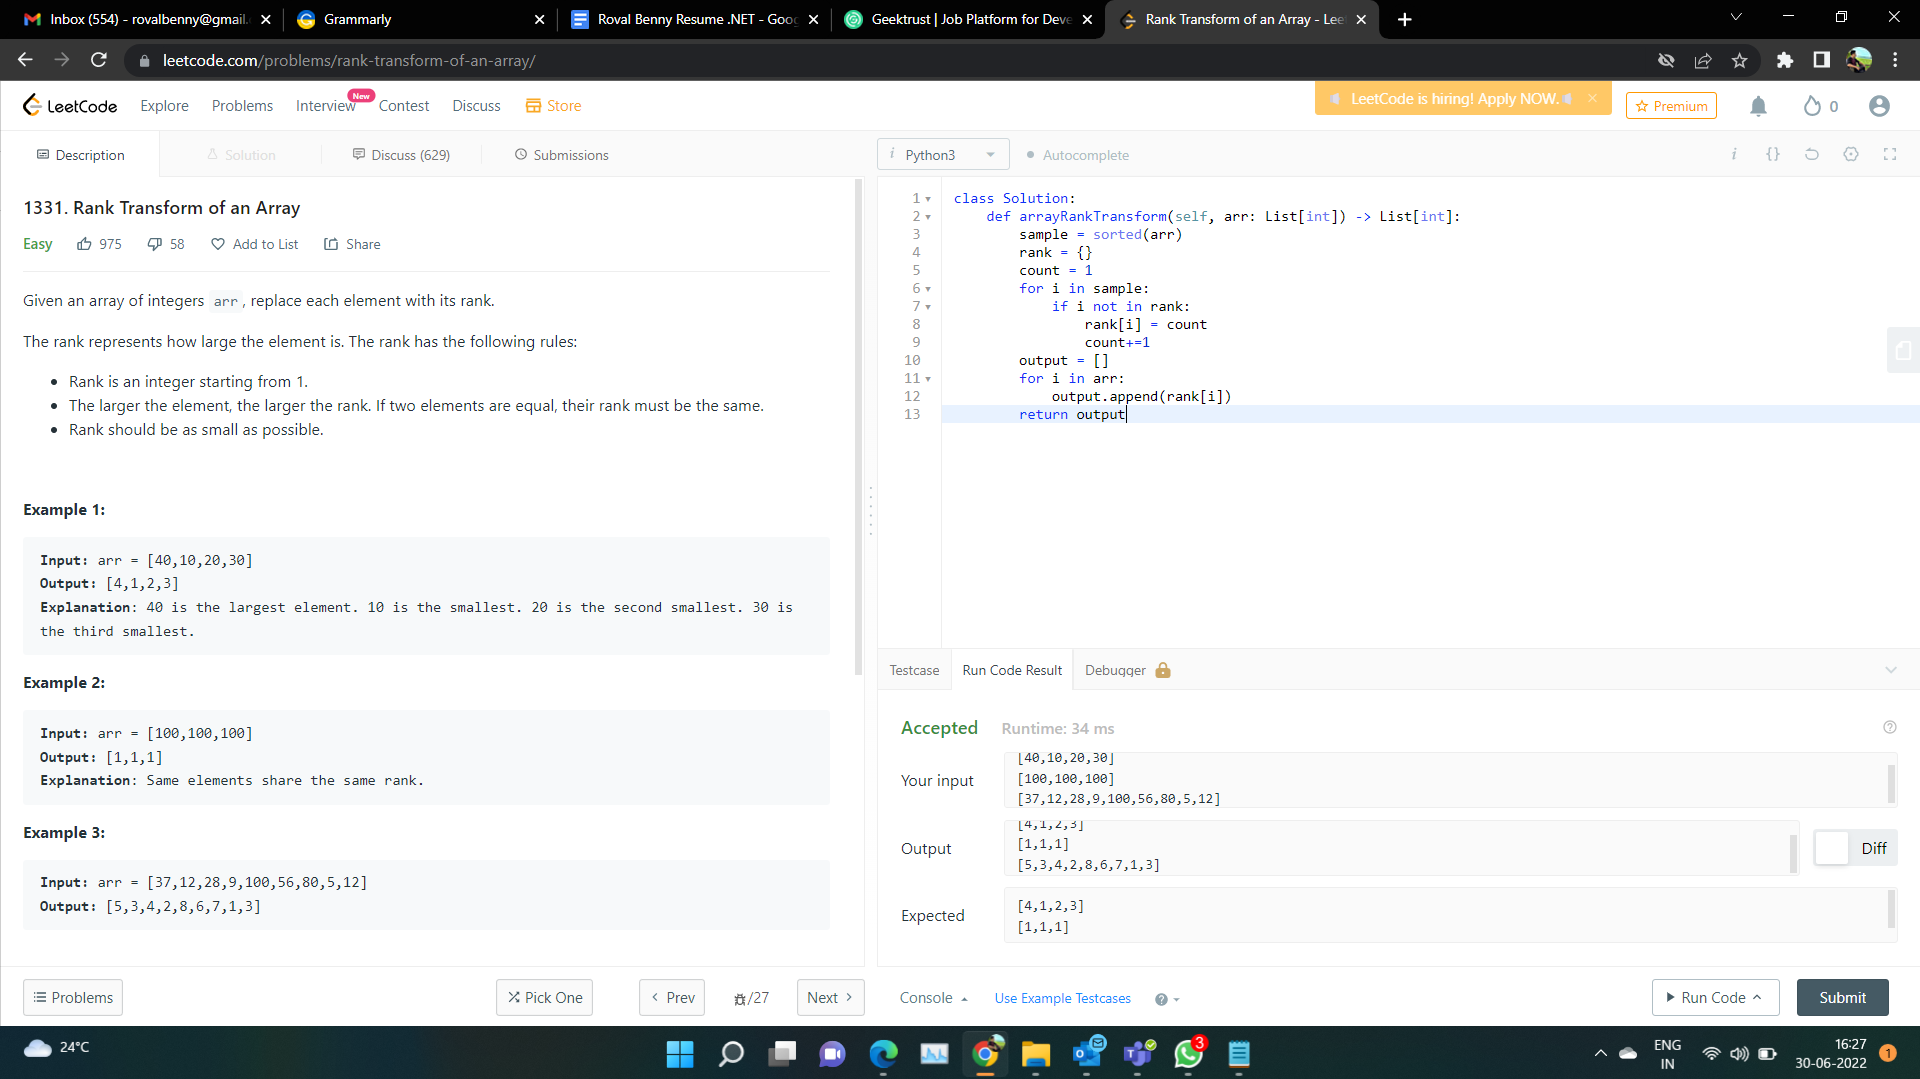 Inbox (554) - rovalbenny@gmail. Grammarly Roval Benny Resume .NET - Goog Geektrust | Job Platform for Deve Rank Transform of an Array - Lee
leetcode.com/problems/rank-transform-of-an-array/
LeetCode Explore Problems Interview New Contest Discuss Store LeetCode is hiring! Apply NOW. Premium 0
Description Solution Discuss (629) Submissions
i Python3 Autocomplete i {}
1331. Rank Transform of an Array
Easy 975 58 Add to List Share
Given an array of integers arr, replace each element with its rank.
The rank represents how large the element is. The rank has the following rules:
• Rank is an integer starting from 1.
• The larger the element, the larger the rank. If two elements are equal, their rank must be the same.
• Rank should be as small as possible.
Example 1:
Input: arr = [40,10,20,30]
Output: [4,1,2,3]
Explanation: 40 is the largest element. 10 is the smallest. 20 is the second smallest. 30 is
the third smallest.
Example 2:
Input: arr = [100,100,100]
Output: [1,1,1]
Explanation: Same elements share the same rank.
Example 3:
Input: arr = [37,12,28,9,100,56,80,5,12]
Output: [5,3,4,2,8,6,7,1,3]
1 class Solution:
2 def arrayRankTransform(self, arr: List[int]) -> List[int]:
3 sample = sorted(arr)
4 rank = {}
5 count = 1
6 for i in sample:
7 if i not in rank:
8 rank[i] = count
9 count+=1
10 output = []
11 for i in arr:
12 output.append(rank[i])
13 return output
Testcase Run Code Result Debugger
Accepted Runtime: 34 ms
Your input
[40,10,20,30]
[100,100,100]
[37,12,28,9,100,56,80,5,12]
Output
[4,1,2,3]
[1,1,1]
[5,3,4,2,8,6,7,1,3]
Diff
Expected
[4,1,2,3]
[1,1,1]
Problems Pick One Prev /27 Next Console Use Example Testcases Run Code Submit
24°C
3
ENG
IN
16:27
30-06-2022
1